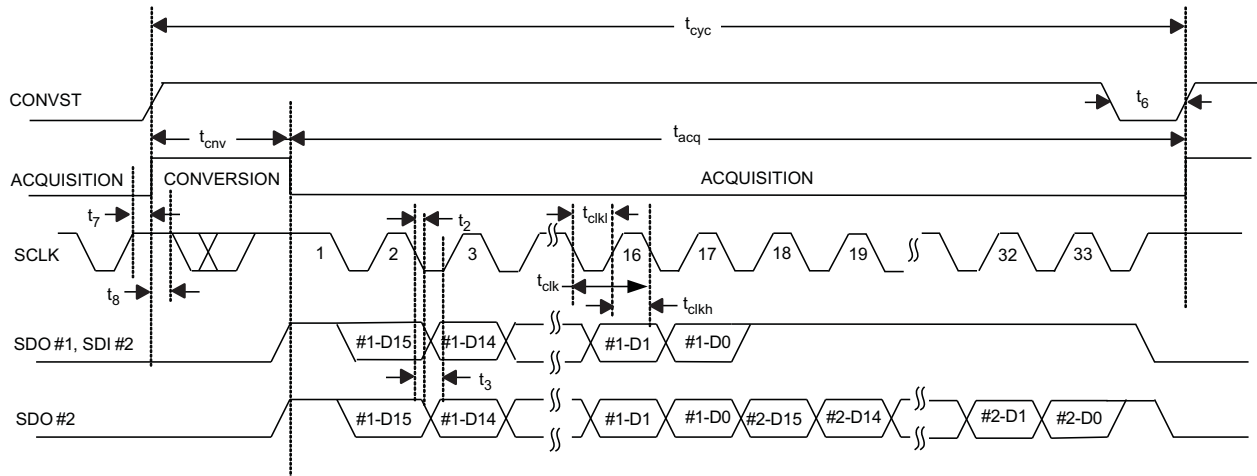 tcyc
CONVST
t6
tcnv
tacq
ACQUISITION
CONVERSION
ACQUISITION
t7
t2
tclkl
SCLK
1
2
3
16
17
18
19
32
33
t8
tclk
tclkh
SDO #1, SDI #2
#1-D15
#1-D14
#1-D1
#1-D0
t3
SDO #2
#1-D15
#1-D14
#1-D1
#1-D0
#2-D15
#2-D14
#2-D1
#2-D0